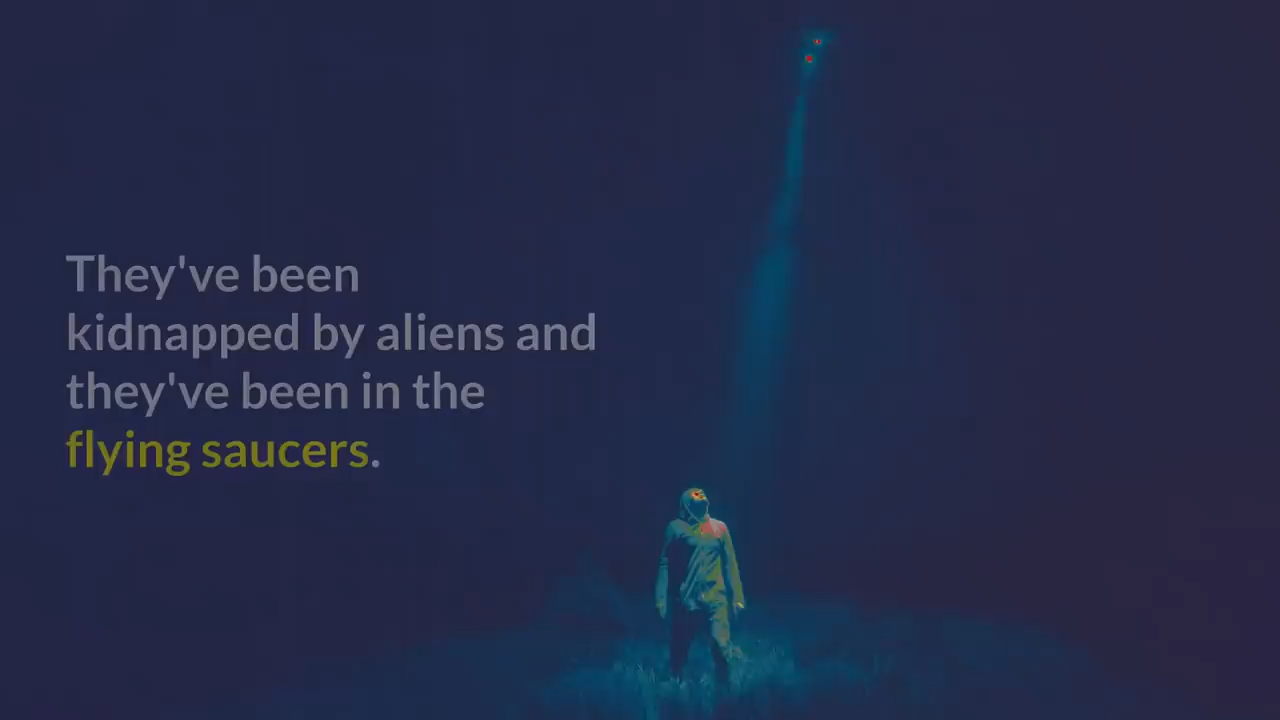 They've been
kidnapped by aliens and
they've been in the
flying saucers.